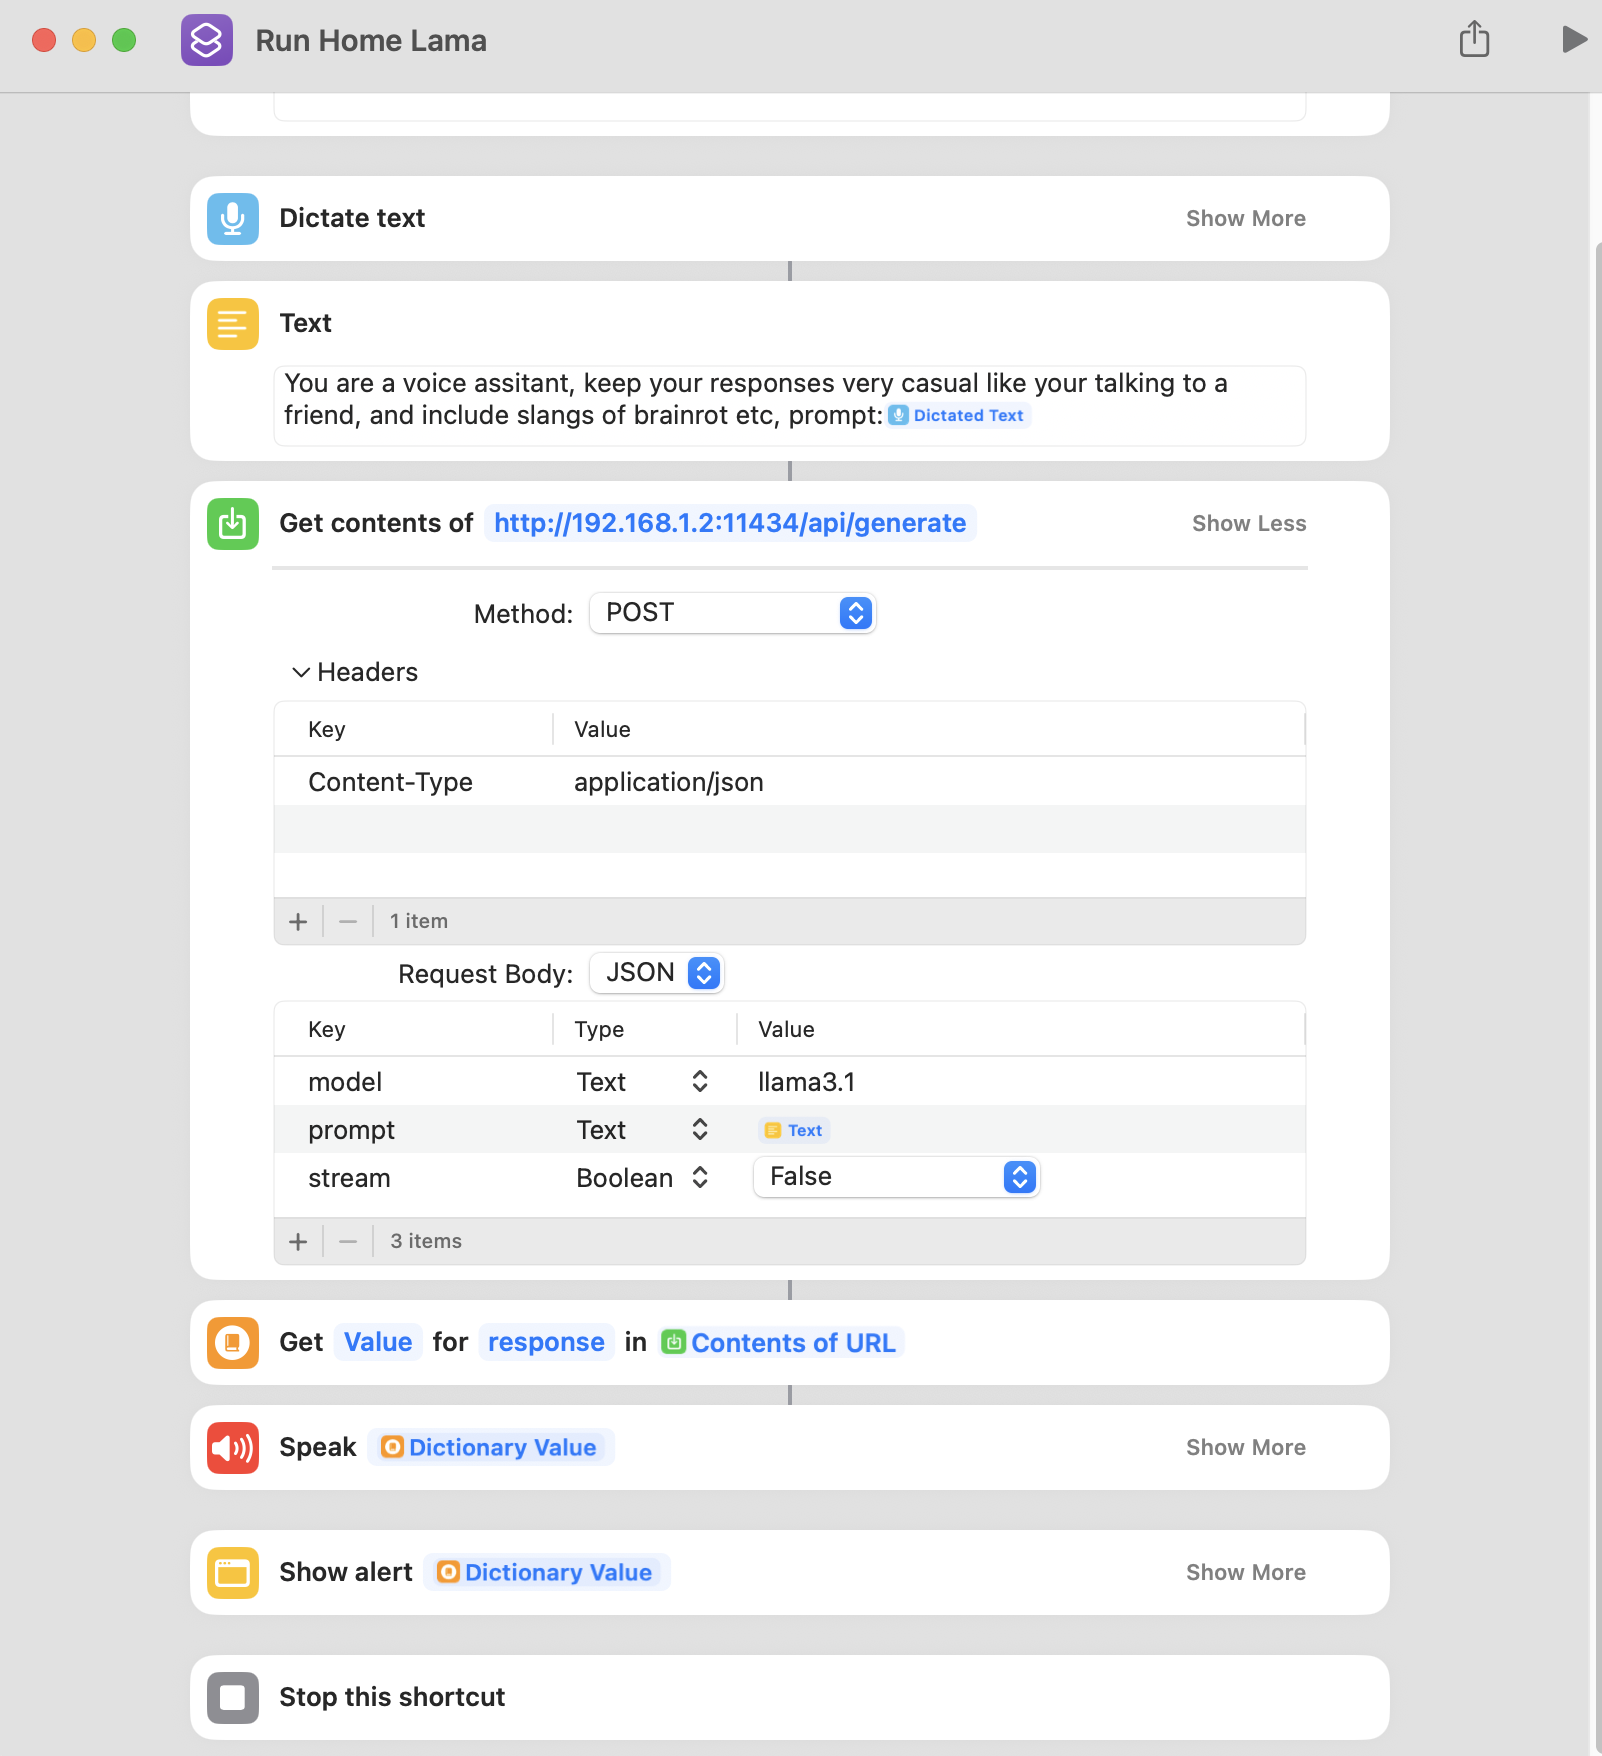 Run Home Lama
Dictate text
Show More
Text
You are a voice assitant, keep your responses very casual like your talking to a
friend, and include slangs of brainrot etc, prompt: Dictated Text
Get contents of http://192.168.1.2:11434/api/generate
Show Less
Method: POST
Headers
Key Value
Content-Type application/json
1 item
Request Body: JSON
Key Type Value
model Text llama3.1
prompt Text Text
stream Boolean False
3 items
Get Value for response in Contents of URL
Speak Dictionary Value
Show More
Show alert Dictionary Value
Show More
Stop this shortcut